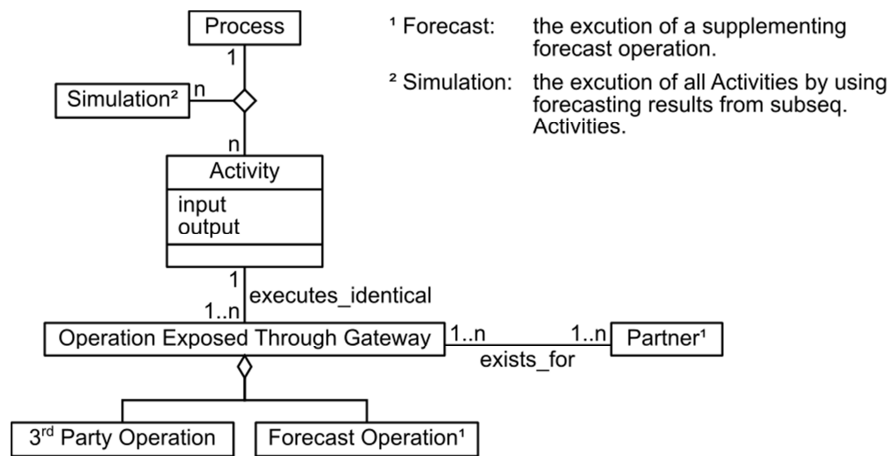 Process
1
Simulation²
n
n
Activity
input
output
1
executes_identical
1..n
Operation Exposed Through Gateway
1..n
1..n
exists_for
Partner¹
3rd Party Operation
Forecast Operation¹
¹ Forecast: the excution of a supplementing
forecast operation.
² Simulation: the excution of all Activities by using
forecasting results from subseq.
Activities.